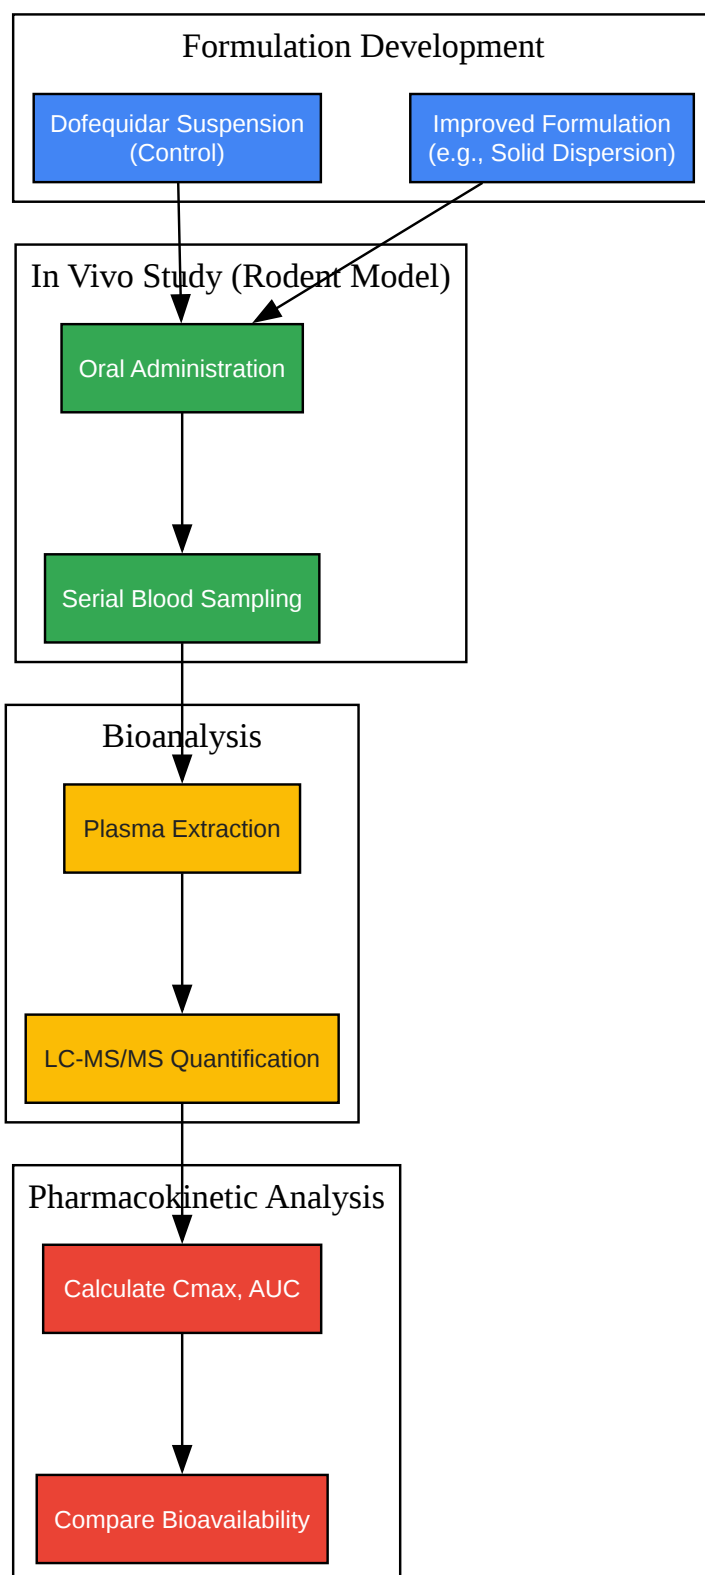 Formulation Development
Dofequidar Suspension
(Control)
Improved Formulation
(e.g., Solid Dispersion)
In Vivo Study (Rodent Model)
Oral Administration
Serial Blood Sampling
Bioanalysis
Plasma Extraction
LC-MS/MS Quantification
Pharmacokinetic Analysis
Calculate Cmax, AUC
Compare Bioavailability